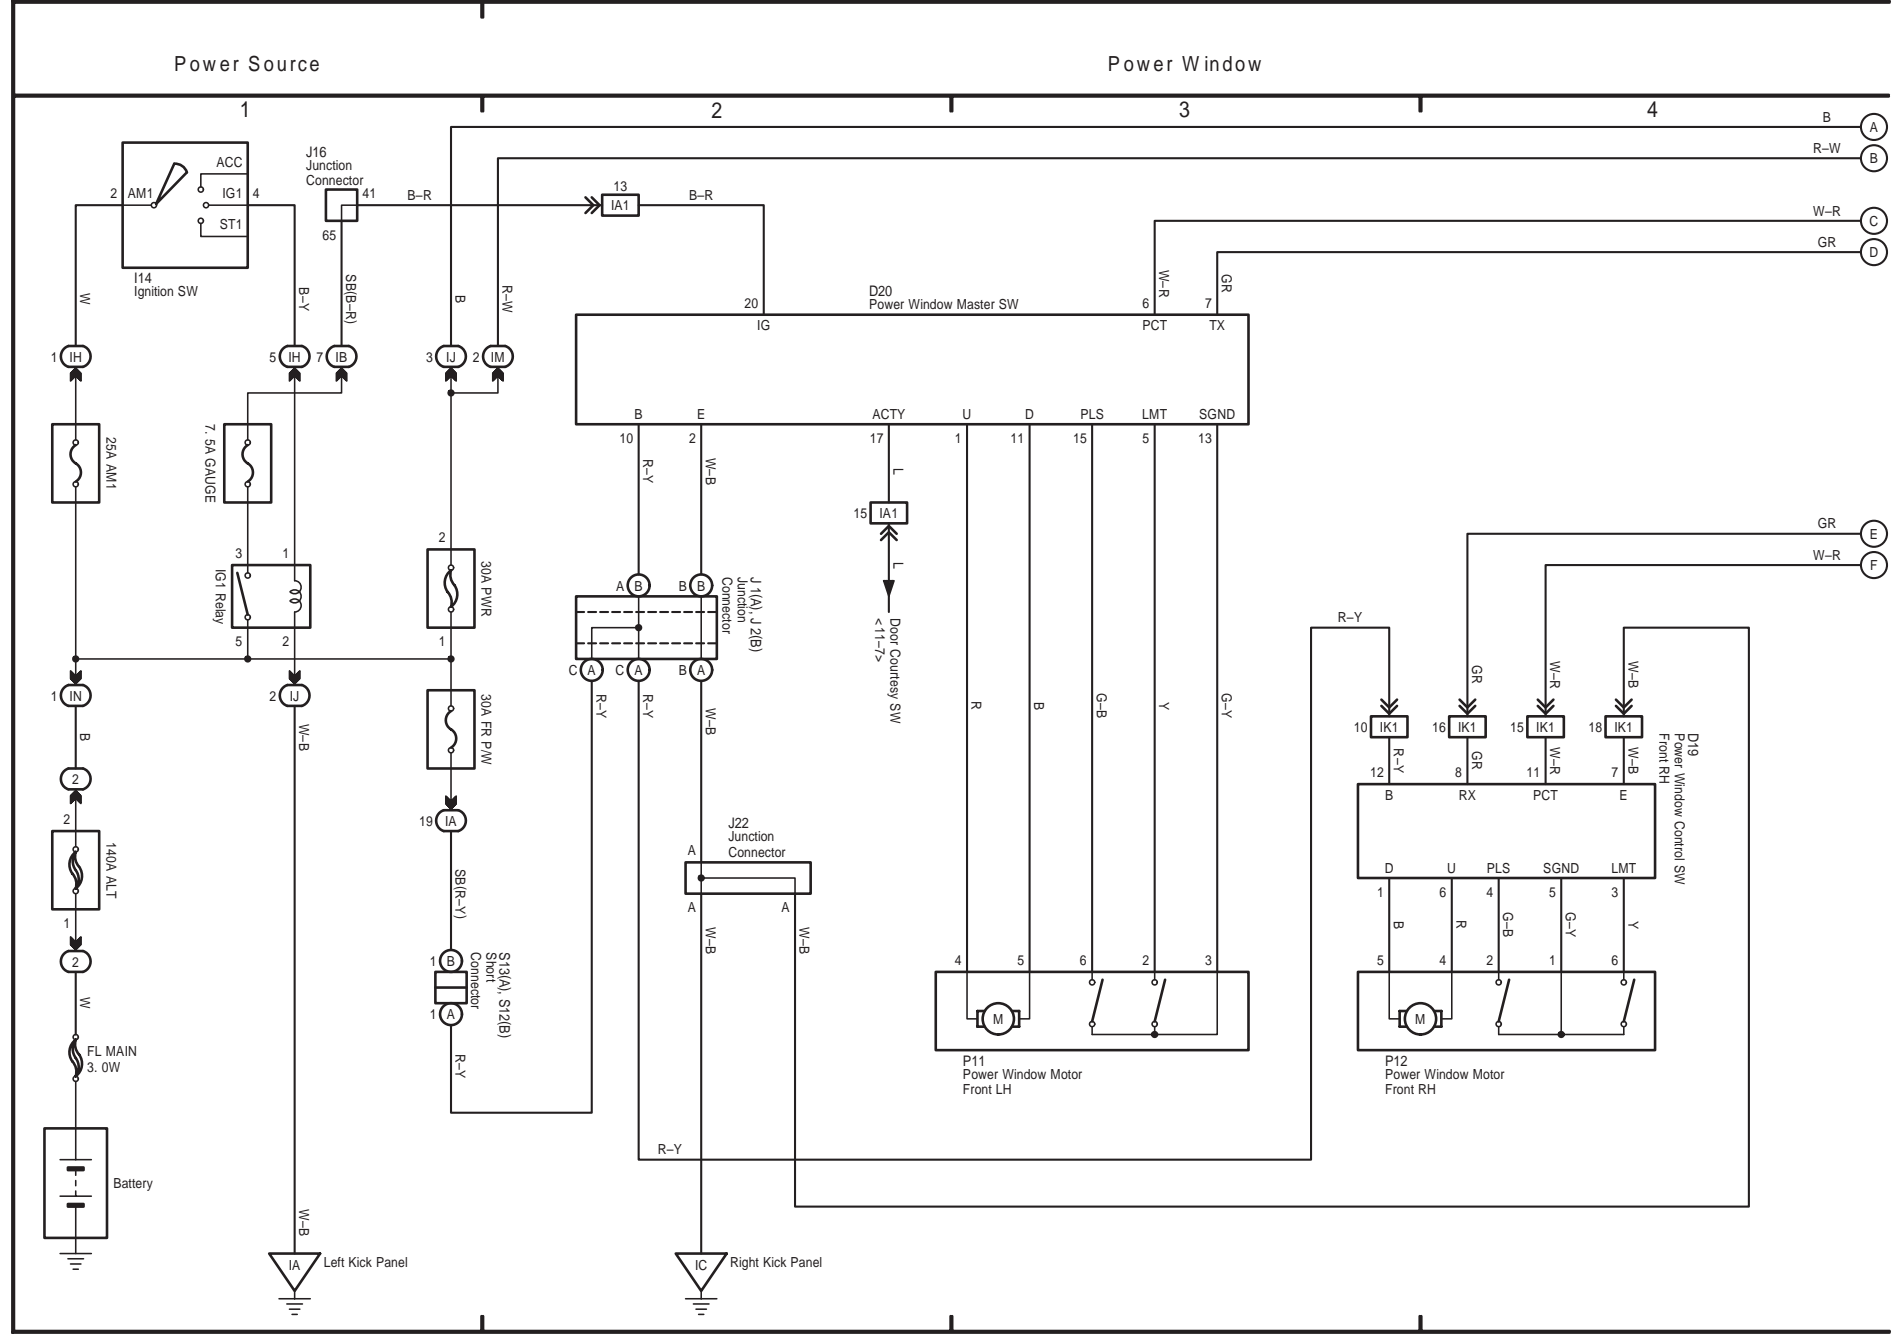 Power Source
Power Window
1
2
3
4
B
A
R–W
B
W–R
C
GR
D
GR
E
W–R
F
ACC
2
AM1
IG1
4
ST1
I14
Ignition SW
J16
Junction
Connector
41
65
B–R
13
IA1
B–R
W
B–Y
SB(B–R)
B
R–W
W–R
GR
D20
Power Window Master SW
20
IG
6
PCT
7
TX
1
IH
5
IH
7
IB
3
IJ
2
IM
B
E
ACTY
U
D
PLS
LMT
SGND
10
2
17
1
11
15
5
13
25A AM1
7. 5A GAUGE
R–Y
W–B
L
15
IA1
L
Door Courtesy SW
<11–7>
3
1
IG1 Relay
5
2
2
30A PWR
1
A
B
B
B
J 1(A), J 2(B)
Junction
Connector
C
A
C
A
B
A
1
IN
2
IJ
30A FR P/W
R–Y
R–Y
W–B
B
W–B
R
B
G–B
Y
G–Y
R–Y
GR
W–R
W–B
10
IK1
16
IK1
15
IK1
18
IK1
D19
Power Window Control SW
Front RH
R–Y
GR
W–R
W–B
12
8
11
7
B
RX
PCT
E
2
2
140A ALT
1
2
W
19
IA
SB(R–Y)
J22
Junction
Connector
A
A
A
W–B
W–B
D
U
PLS
SGND
LMT
1
6
4
5
3
B
R
G–B
G–Y
Y
1
B
S13(A), S12(B)
Short
Connector
1
A
R–Y
4
5
6
2
3
M
P11
Power Window Motor
Front LH
5
4
2
1
6
M
P12
Power Window Motor
Front RH
FL MAIN
3. 0W
R–Y
Battery
W–B
IA
Left Kick Panel
IC
Right Kick Panel